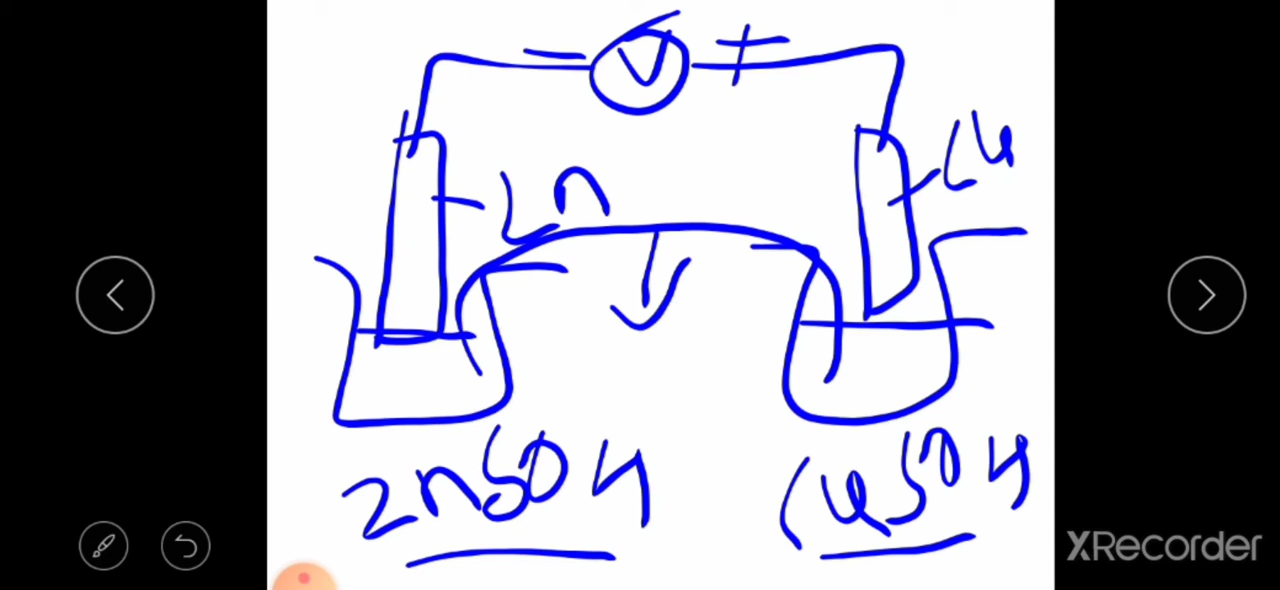 − V +
Zn
Cu
ZnSO4
CuSO4
XRecorder